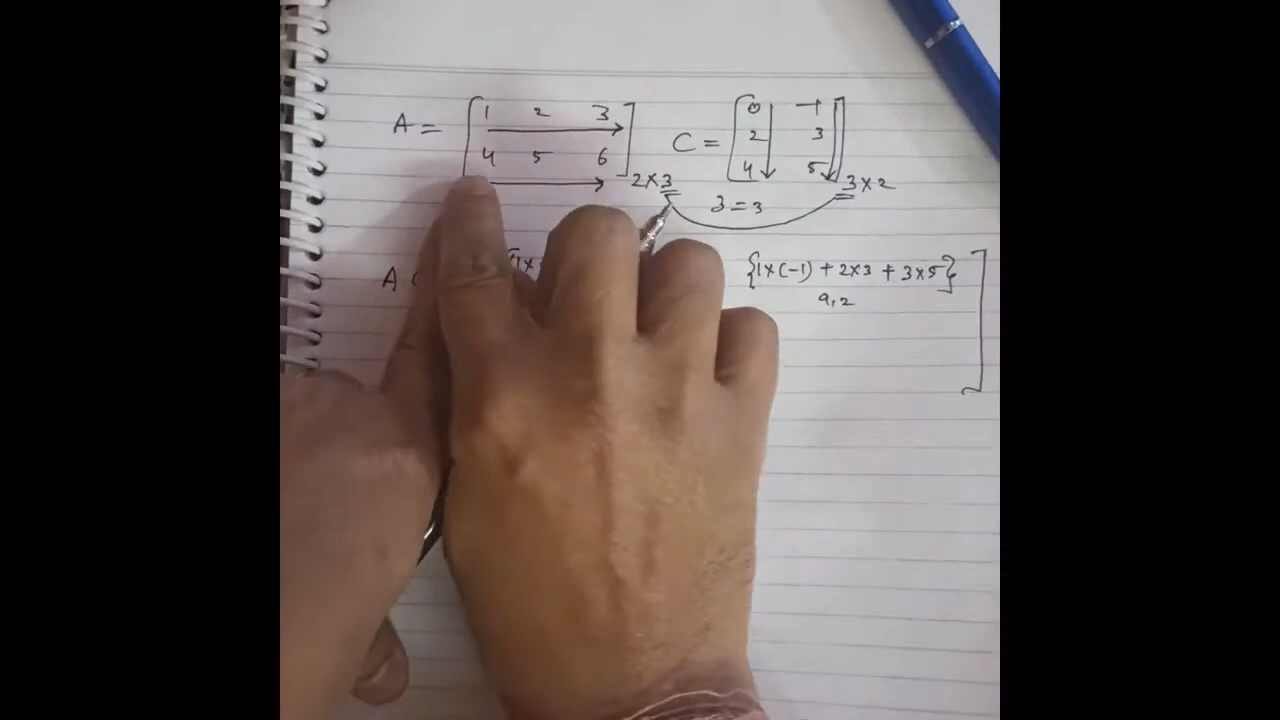 A = [ 1 2 3
4 5 6 ] 2×3
C = [ 0 -1
2 3
4 5 ] 3×2
3 = 3
A {1×(-1) + 2×3 + 3×5} ]
a12